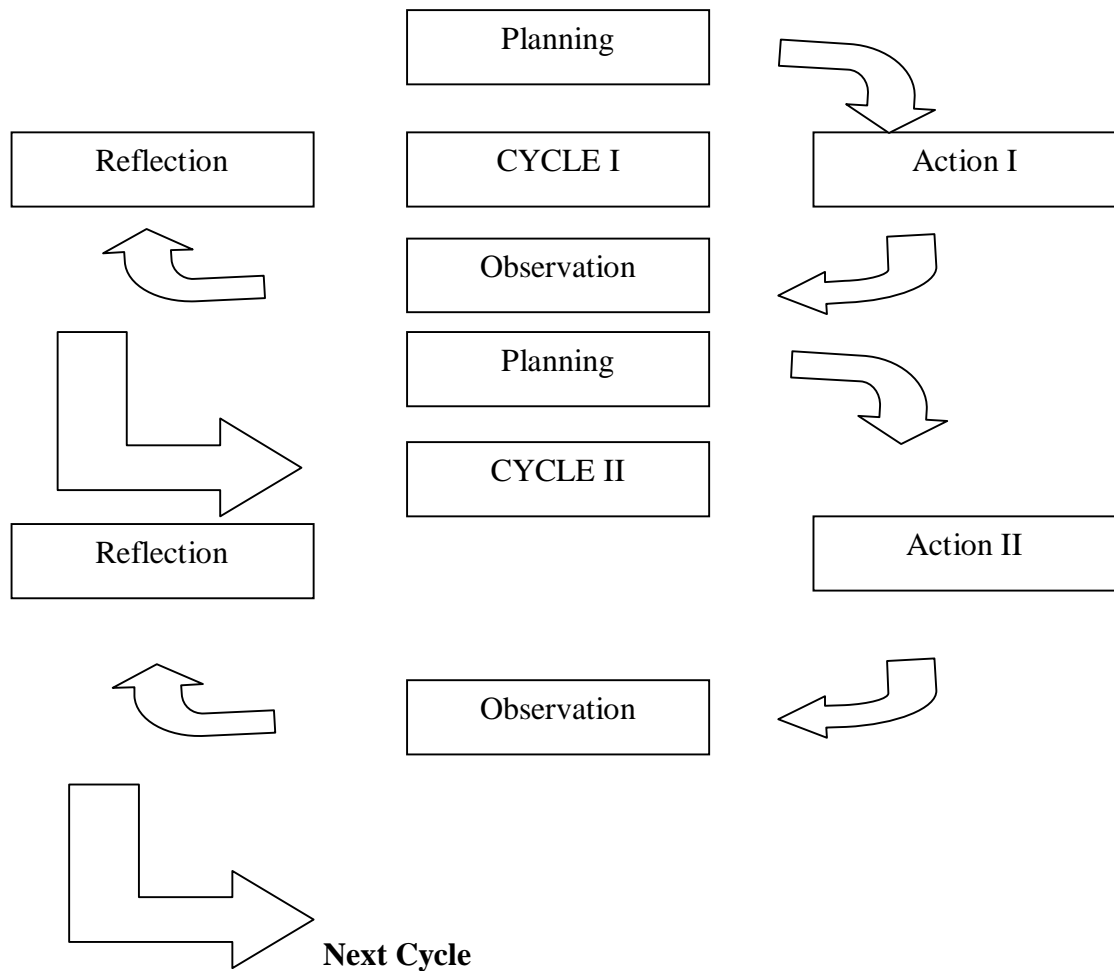 Planning
Reflection
CYCLE I
Action I
Observation
Planning
CYCLE II
Reflection
Action II
Observation
Next Cycle